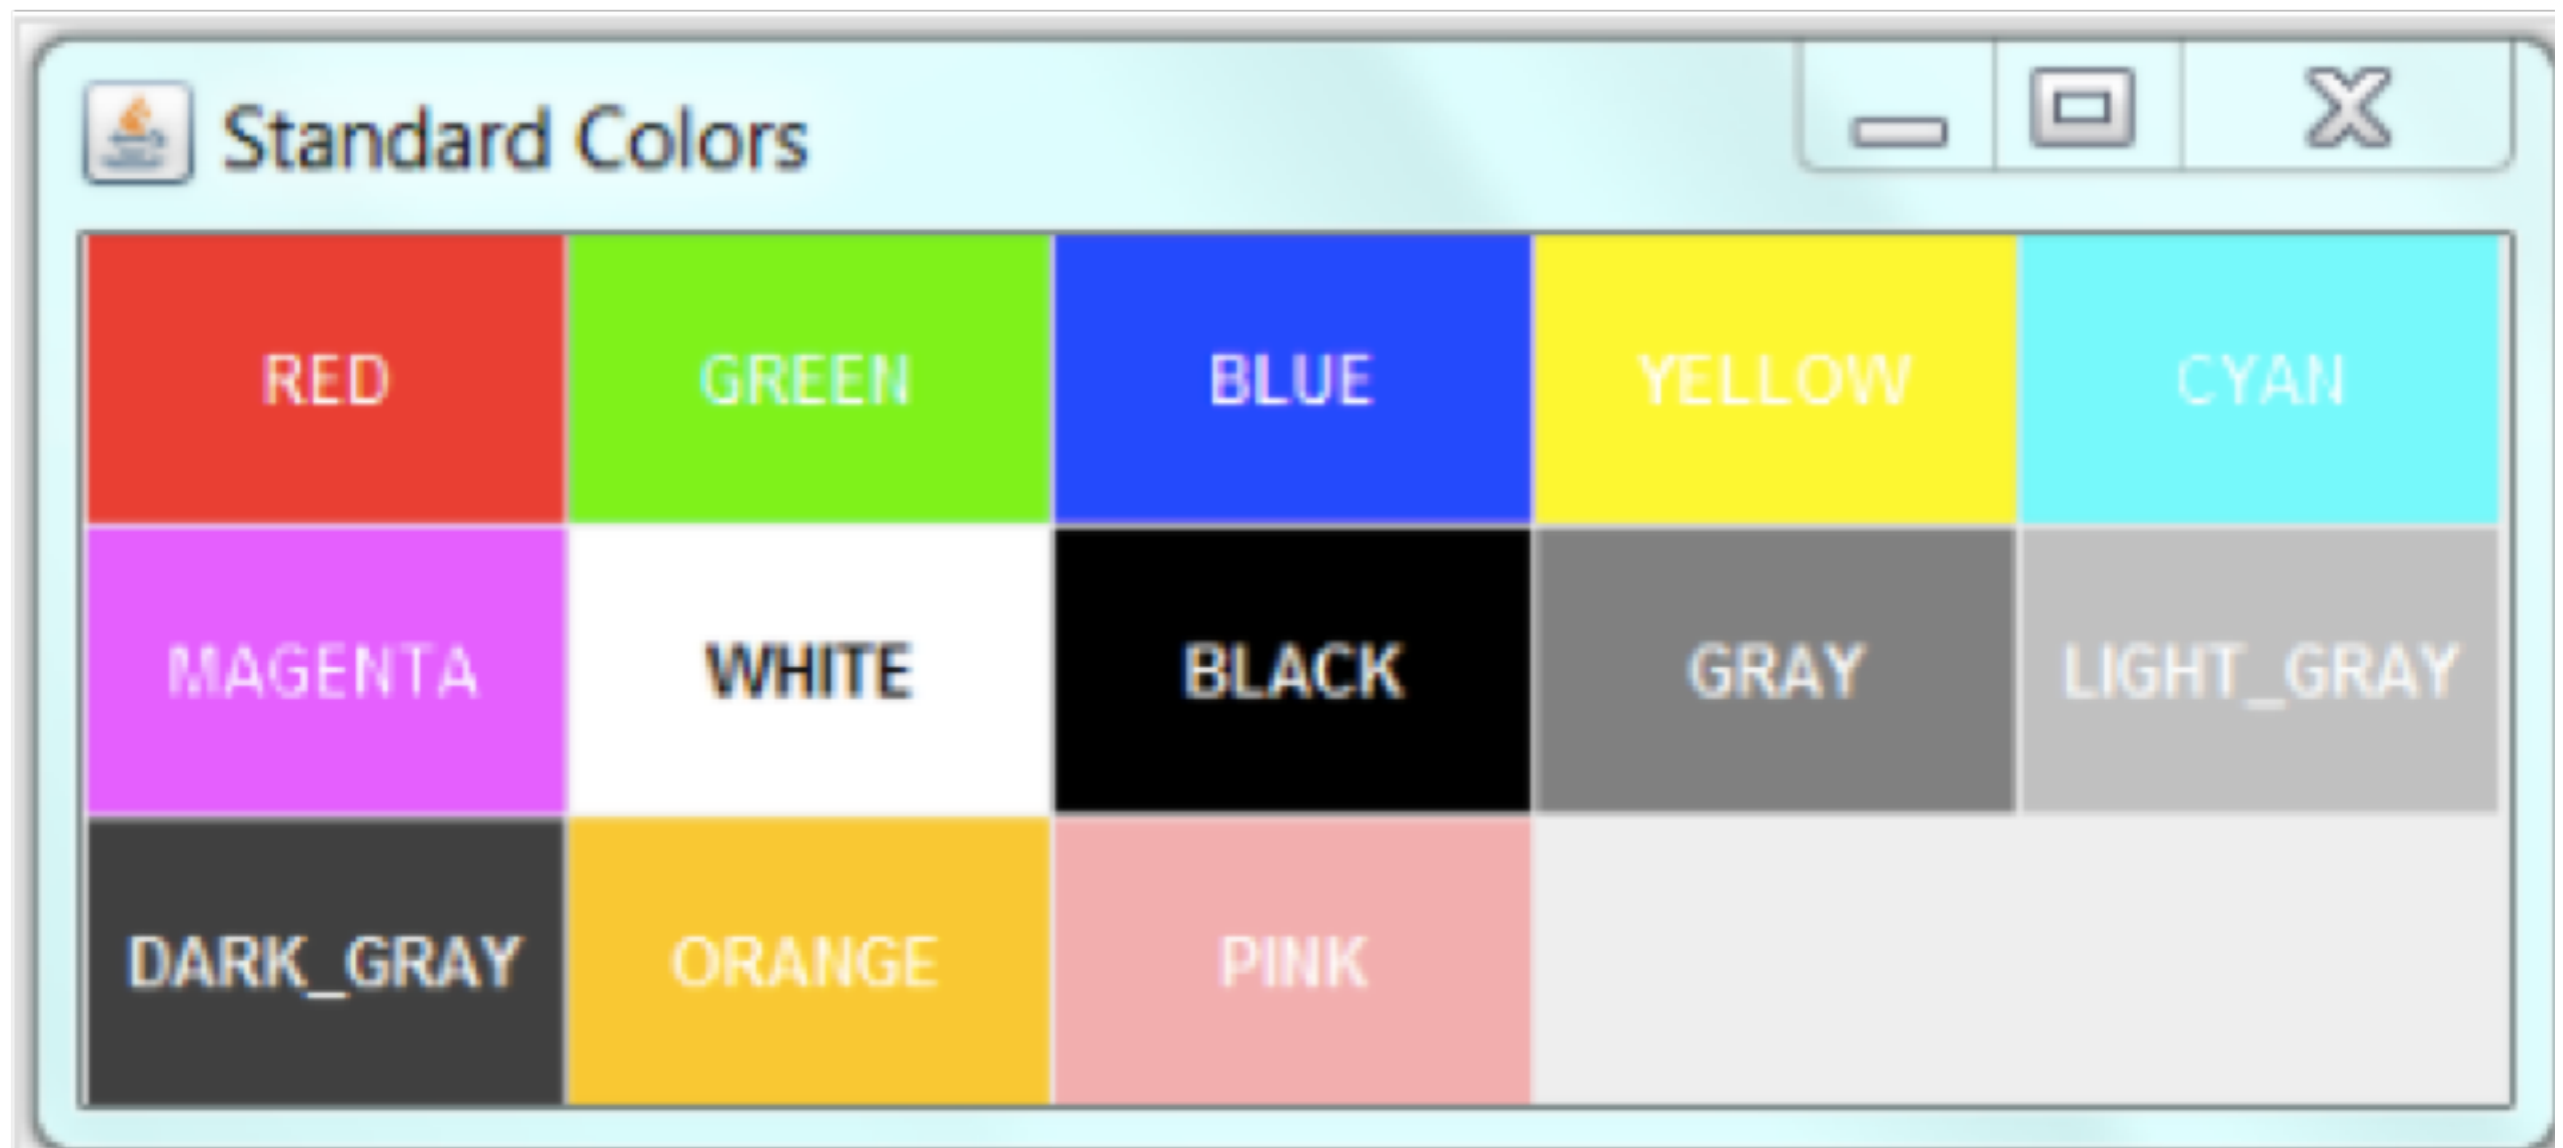 Standard Colors
RED GREEN BLUE YELLOW CYAN
MAGENTA WHITE BLACK GRAY LIGHT_GRAY
DARK_GRAY ORANGE PINK